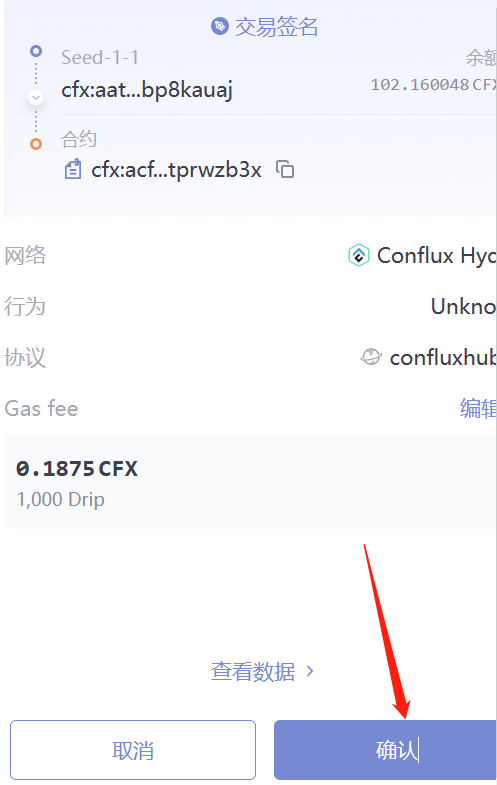 交易签名
Seed-1-1 余额
cfx:aat...bp8kauaj 102.160048 CFX
合约
cfx:acf...tprwzb3x
网络 Conflux Hyd
行为 Unkno
协议 confluxhub
Gas fee 编辑
0.1875 CFX
1,000 Drip
查看数据 >
取消 确认